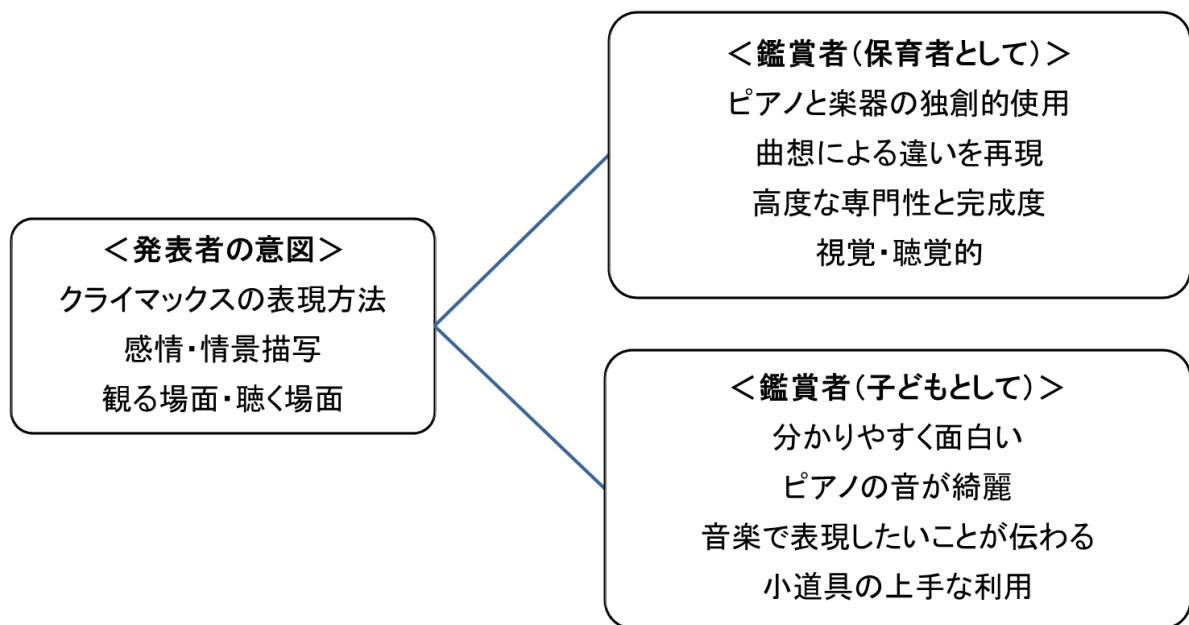 ＜発表者の意図＞
クライマックスの表現方法
感情・情景描写
観る場面・聴く場面
＜鑑賞者（保育者として）＞
ピアノと楽器の独創的使用
曲想による違いを再現
高度な専門性と完成度
視覚・聴覚的
＜鑑賞者（子どもとして）＞
分かりやすく面白い
ピアノの音が綺麗
音楽で表現したいことが伝わる
小道具の上手な利用